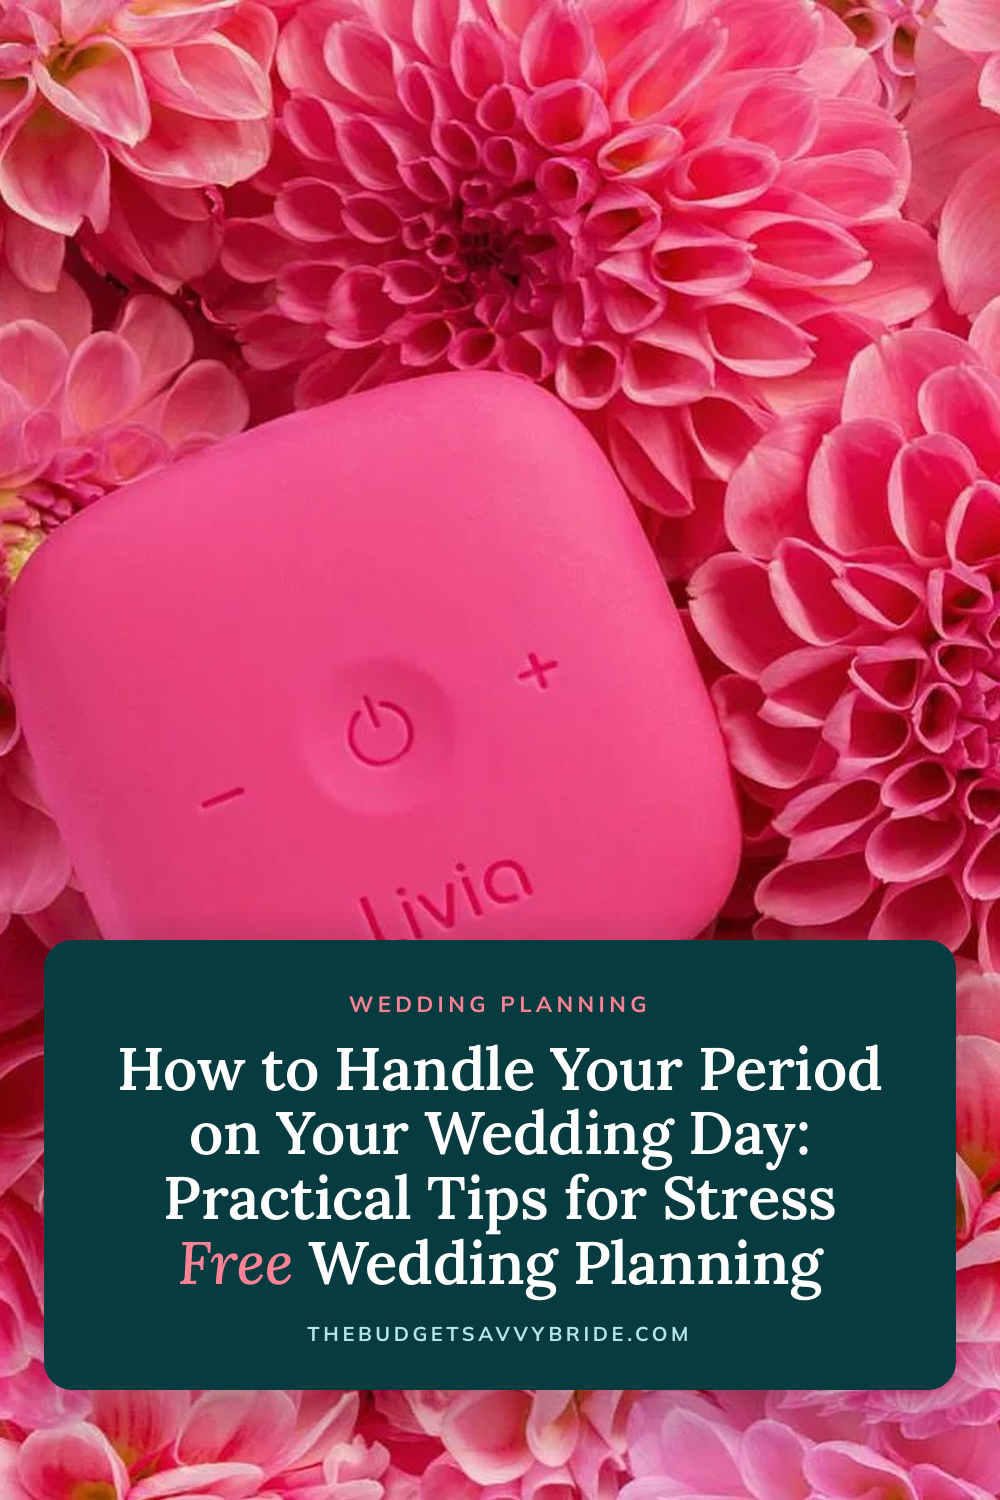 Livia
WEDDING PLANNING
How to Handle Your Period
on Your Wedding Day:
Practical Tips for Stress
Free Wedding Planning
THEBUDGETSAVVYBRIDE.COM